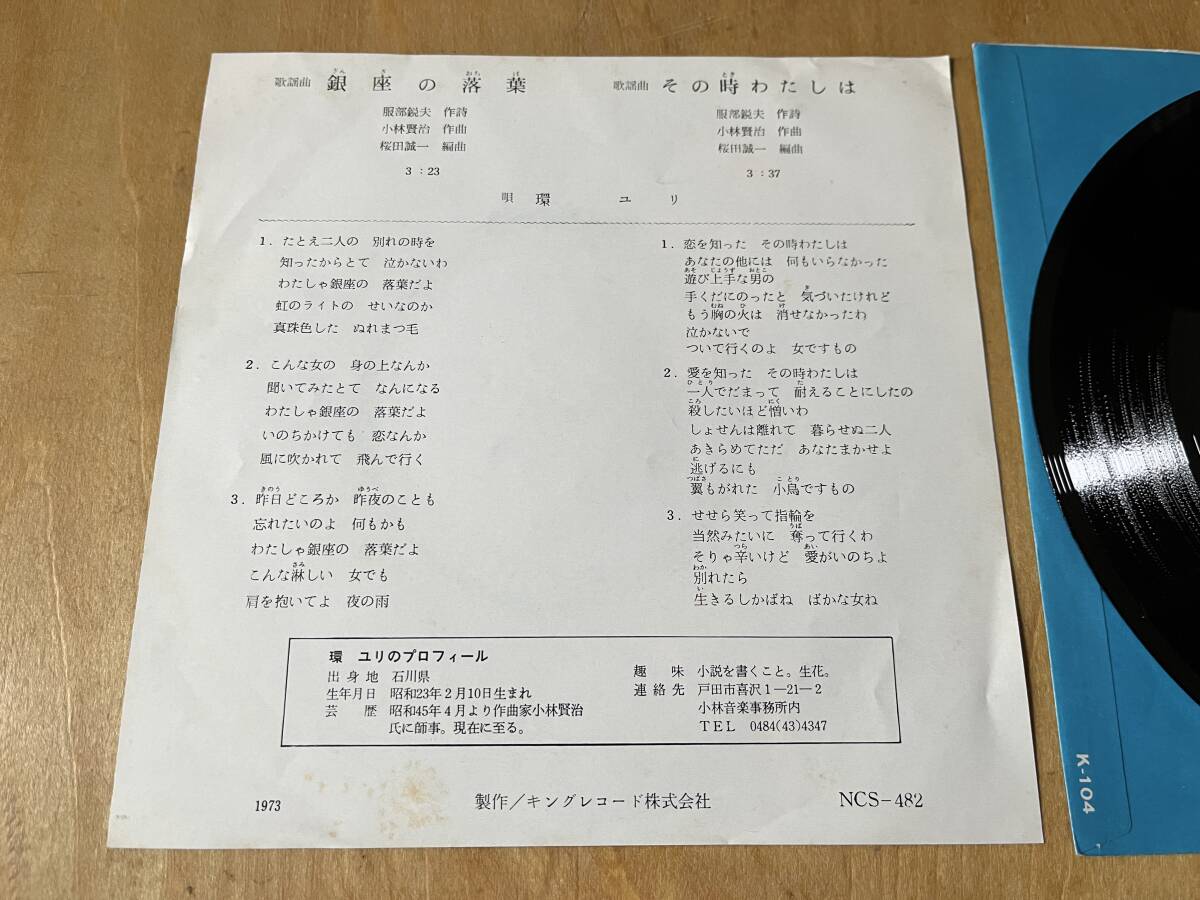 歌謡曲 銀座の落葉
服部鋭夫 作詩
小林賢治 作曲
桜田誠一 編曲
3：23
歌謡曲 その時わたしは
服部鋭夫 作詩
小林賢治 作曲
桜田誠一 編曲
3：37
唄 環 ユリ
1．たとえ二人の 別れの時を
知ったからとて 泣かないわ
わたしゃ銀座の 落葉だよ
虹のライトの せいなのか
真珠色した ぬれまつ毛
2．こんな女の 身の上なんか
聞いてみたとて なんになる
わたしゃ銀座の 落葉だよ
いのちかけても 恋なんか
風に吹かれて 飛んで行く
3．昨日どころか 昨夜のことも
忘れたいのよ 何もかも
わたしゃ銀座の 落葉だよ
こんな淋しい 女でも
肩を抱いてよ 夜の雨
1．恋を知った その時わたしは
あなたの他には 何もいらなかった
遊び上手な男の
手くだにのったと 気づいたけれど
もう胸の火は 消せなかったわ
泣かないで
ついて行くのよ 女ですもの
2．愛を知った その時わたしは
一人でだまって 耐えることにしたの
殺したいほど憎いわ
しょせんは離れて 暮らせぬ二人
あきらめてただ あなたまかせよ
逃げるにも
翼もがれた 小鳥ですもの
3．せせら笑って指輪を
当然みたいに 奪って行くわ
そりゃ辛いけど 愛がいのちよ
別れたら
生きるしかばね ばかな女ね
環 ユリのプロフィール
出身地 石川県
生年月日 昭和23年2月10日生まれ
芸歴 昭和45年4月より作曲家小林賢治
氏に師事。現在に至る。
趣味 小説を書くこと。生花。
連絡先 戸田市喜沢1―21―2
小林音楽事務所内
TEL 0484(43)4347
1973 製作／キングレコード株式会社 NCS-482
K-104